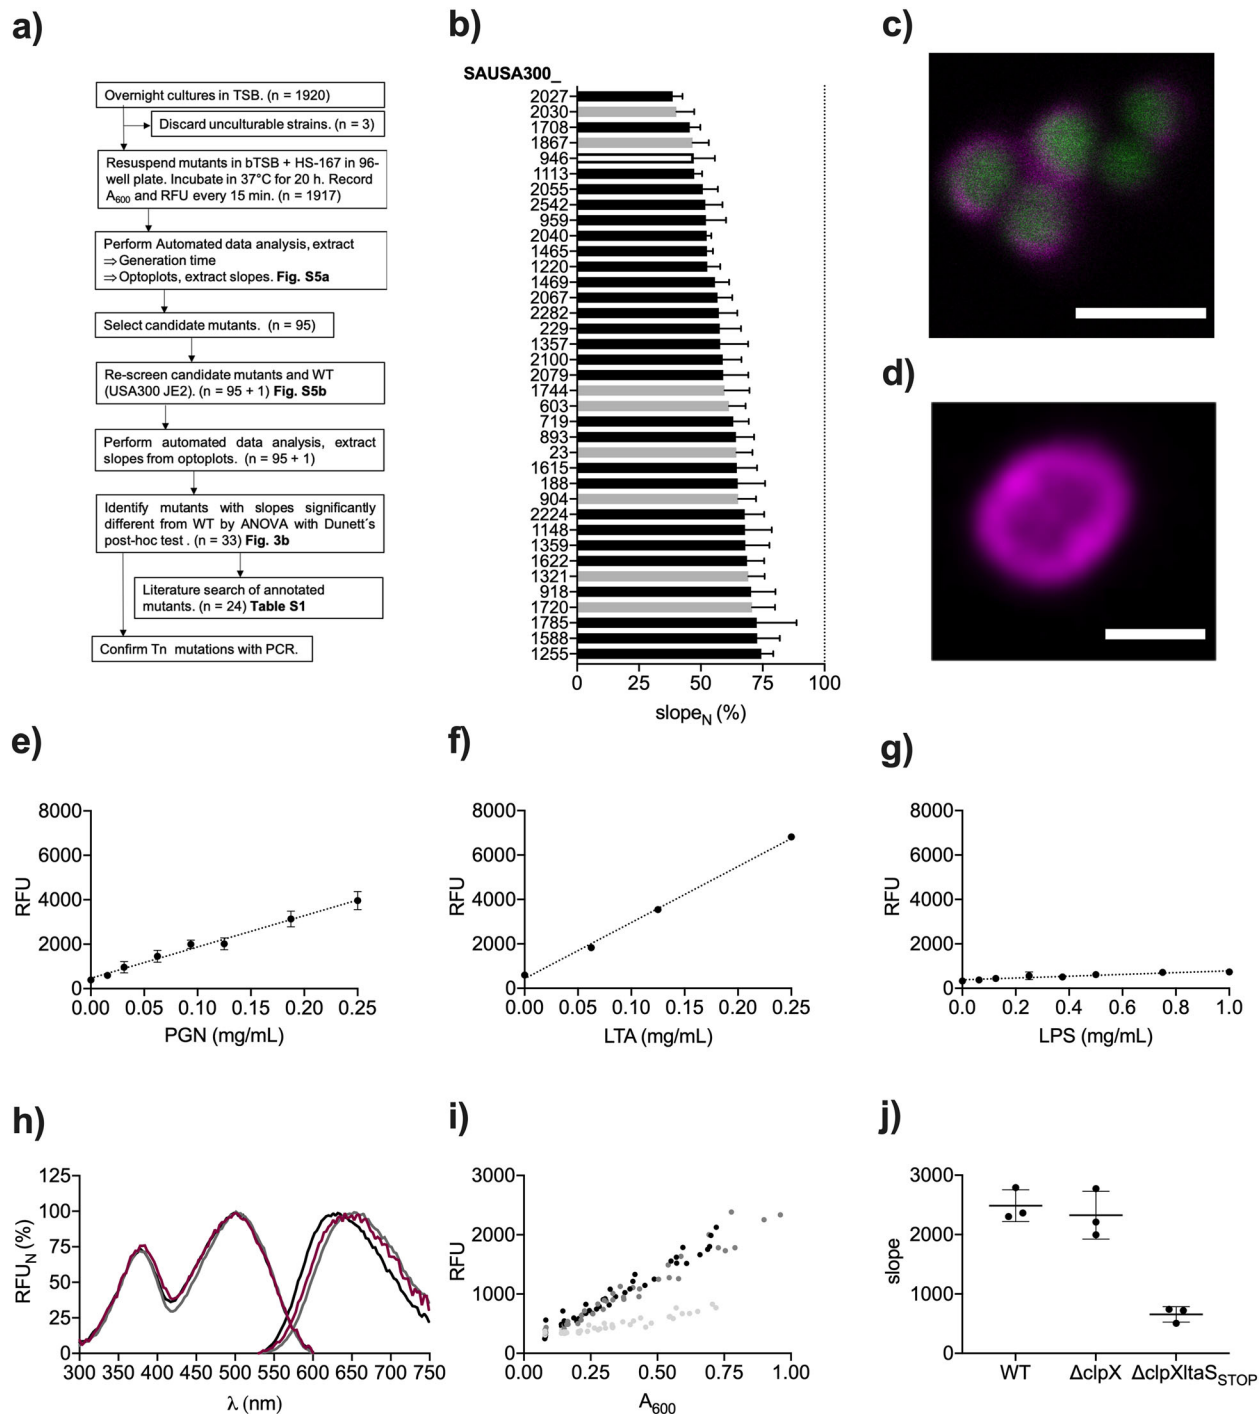 a)
Overnight cultures in TSB. (n = 1920)
Discard unculturable strains. (n = 3)
Resuspend mutants in bTSB + HS-167 in 96-
well plate. Incubate in 37°C for 20 h. Record
A600 and RFU every 15 min. (n = 1917)
Perform Automated data analysis, extract
⇒ Generation time
⇒ Optoplots, extract slopes. Fig. S5a
Select candidate mutants. (n = 95)
Re-screen candidate mutants and WT
(USA300 JE2). (n = 95 + 1) Fig. S5b
Perform automated data analysis, extract
slopes from optoplots. (n = 95 + 1)
Identify mutants with slopes significantly
different from WT by ANOVA with Dunett´s
post-hoc test . (n = 33) Fig. 3b
Literature search of annotated
mutants. (n = 24) Table S1
Confirm Tn mutations with PCR.
b)
SAUSA300_
2027
2030
1708
1867
946
1113
2055
2542
959
2040
1465
1220
1469
2067
2282
229
1357
2100
2079
1744
603
719
893
23
1615
188
904
2224
1148
1359
1622
1321
918
1720
1785
1588
1255
0 25 50 75 100
slopeN (%)
c)
d)
e)
8000
6000
4000
2000
0
RFU
0.00 0.05 0.10 0.15 0.20 0.25
PGN (mg/mL)
f)
8000
6000
4000
2000
0
RFU
0.00 0.05 0.10 0.15 0.20 0.25
LTA (mg/mL)
g)
8000
6000
4000
2000
0
RFU
0.0 0.2 0.4 0.6 0.8 1.0
LPS (mg/mL)
h)
125
100
75
50
25
0
RFUN (%)
300 350 400 450 500 550 600 650 700 750
λ (nm)
i)
3000
2000
1000
0
RFU
0.00 0.25 0.50 0.75 1.00
A600
j)
3000
2000
1000
0
slope
WT ΔclpX ΔclpXltaSSTOP